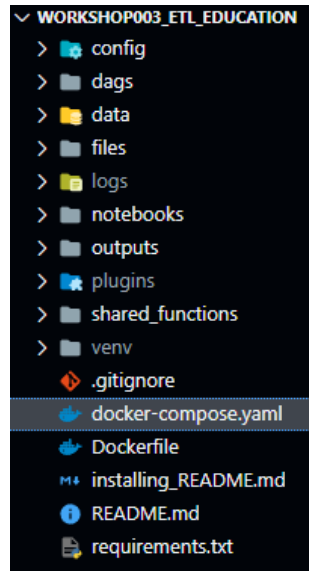 WORKSHOP003_ETL_EDUCATION
config
dags
data
files
logs
notebooks
outputs
plugins
shared_functions
venv
.gitignore
docker-compose.yaml
Dockerfile
installing_README.md
README.md
requirements.txt